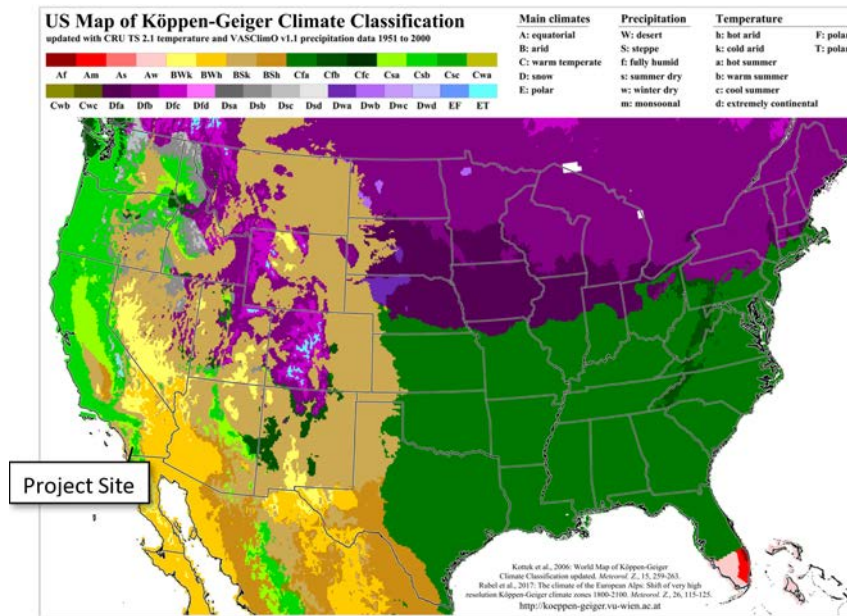 US Map of Köppen-Geiger Climate Classification
updated with CRU TS 2.1 temperature and VASClimO v1.1 precipitation data 1951 to 2000
Af Am As Aw BWk BWh BSk BSh Cfa Cfb Cfc Csa Csb Csc Cwa
Cwb Cwc Dfa Dfb Dfc Dfd Dsa Dsb Dsc Dsd Dwa Dwb Dwc Dwd EF ET
Main climates
A: equatorial
B: arid
C: warm temperate
D: snow
E: polar
Precipitation
W: desert
S: steppe
f: fully humid
s: summer dry
w: winter dry
m: monsoonal
Temperature
h: hot arid
k: cold arid
a: hot summer
b: warm summer
c: cool summer
d: extremely continental
F: polar
T: polar
Project Site
Kottek et al., 2006: World Map of Köppen-Geiger
Climate Classification updated. Meteorol. Z., 15, 259-263.
Rubel et al., 2017: The climate of the European Alps: Shift of very high
resolution Köppen-Geiger climate zones 1800-2100. Meteorol. Z., 26, 115-125.
http://koeppen-geiger.vu-wien.ac.at